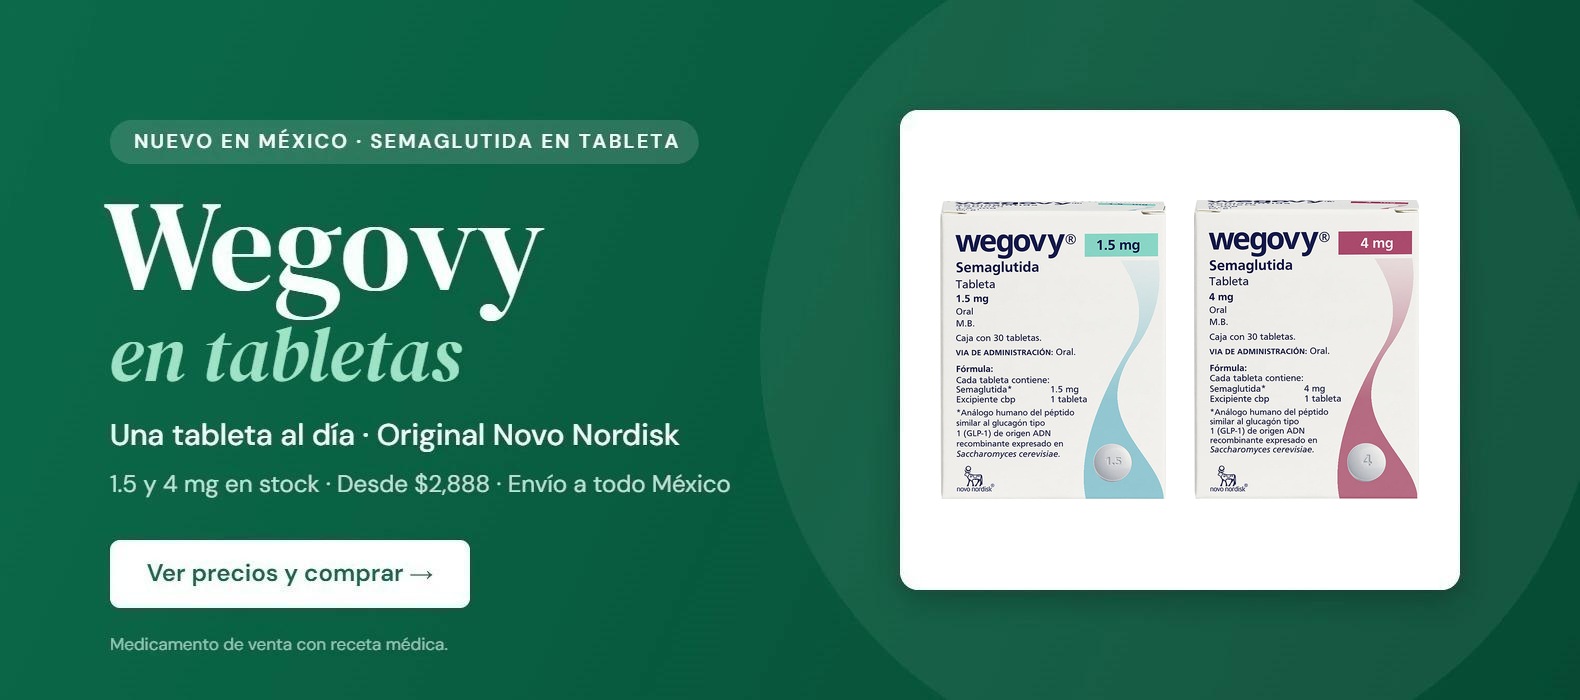 NUEVO EN MÉXICO · SEMAGLUTIDA EN TABLETA
Wegovy
en tabletas
Una tableta al día · Original Novo Nordisk
1.5 y 4 mg en stock · Desde $2,888 · Envío a todo México
Ver precios y comprar →
Medicamento de venta con receta médica.
wegovy® 1.5 mg
Semaglutida
Tableta
1.5 mg
Oral
M.B.
Caja con 30 tabletas.
VIA DE ADMINISTRACIÓN: Oral.
Fórmula:
Cada tableta contiene:
Semaglutida* 1.5 mg
Excipiente cbp 1 tableta
*Análogo humano del péptido
similar al glucagón tipo
1 (GLP-1) de origen ADN
recombinante expresado en
Saccharomyces cerevisiae.
1.5
novo nordisk®
wegovy® 4 mg
Semaglutida
Tableta
4 mg
Oral
M.B.
Caja con 30 tabletas.
VIA DE ADMINISTRACIÓN: Oral.
Fórmula:
Cada tableta contiene:
Semaglutida* 4 mg
Excipiente cbp 1 tableta
*Análogo humano del péptido
similar al glucagón tipo
1 (GLP-1) de origen ADN
recombinante expresado en
Saccharomyces cerevisiae.
4
novo nordisk®